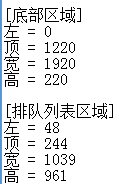 [底部区域]
左 = 0
顶 = 1220
宽 = 1920
高 = 220
[排队列表区域]
左 = 48
顶 = 244
宽 = 1039
高 = 961